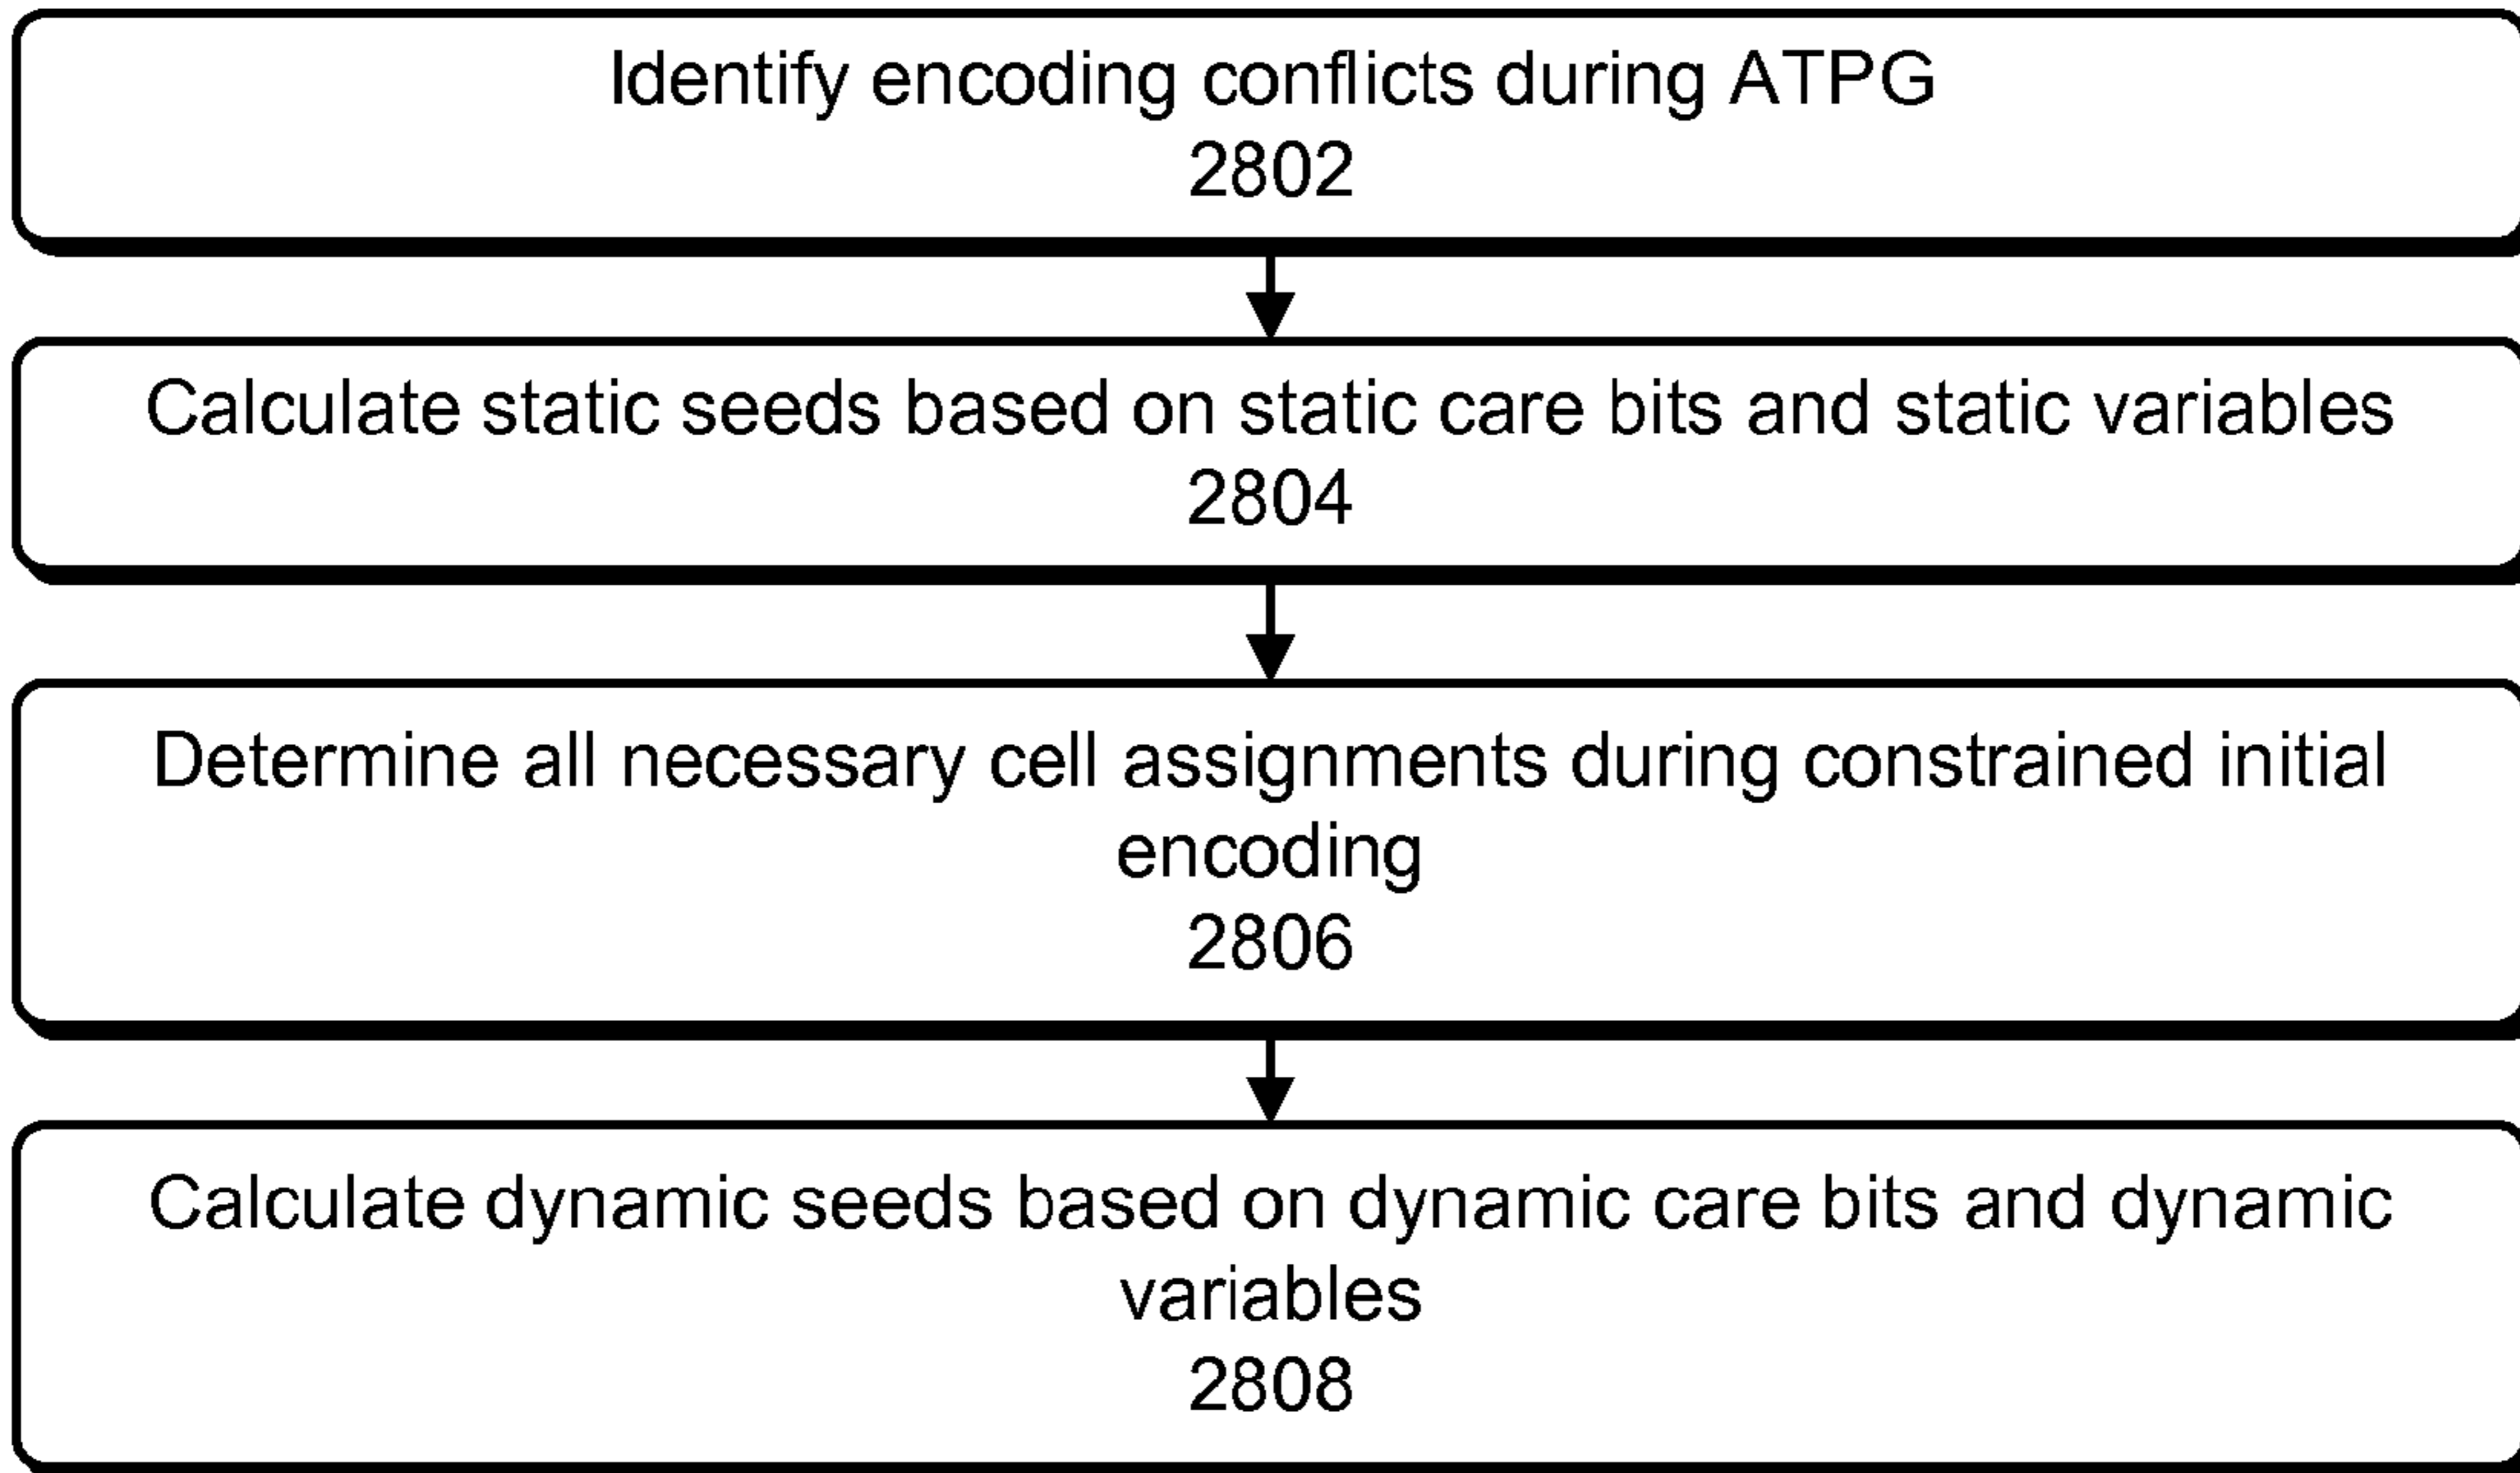 Identify encoding conflicts during ATPG
2802
Calculate static seeds based on static care bits and static variables
2804
Determine all necessary cell assignments during constrained initial
encoding
2806
Calculate dynamic seeds based on dynamic care bits and dynamic
variables
2808